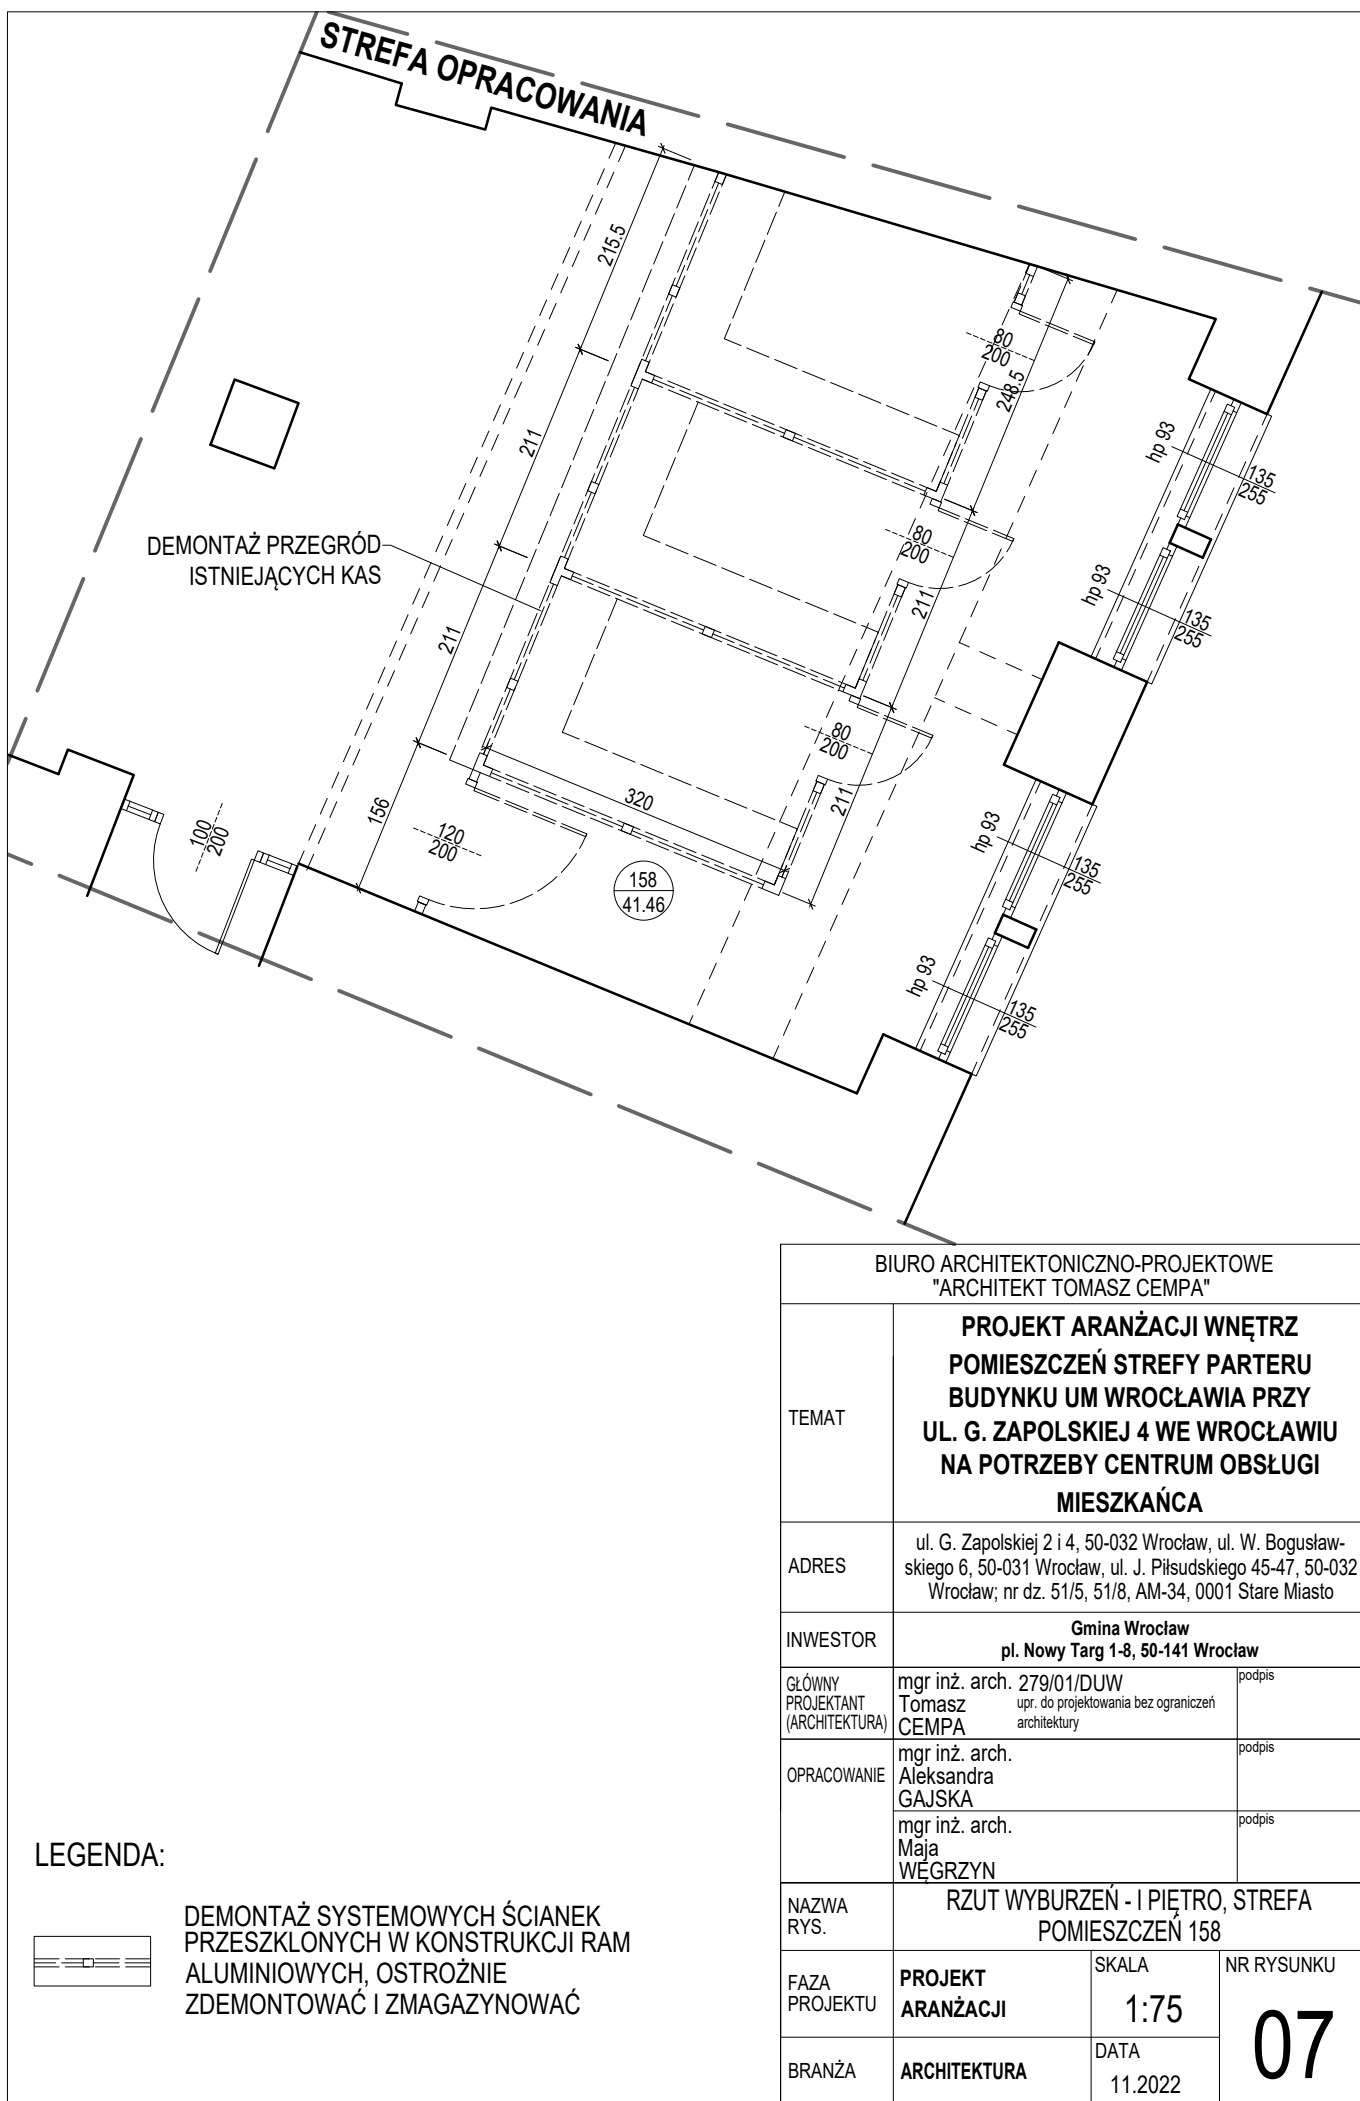 STREFA OPRACOWANIA
215.5
80
200
248.5
211
hp 93
135
255
DEMONTAŻ PRZEGRÓD
ISTNIEJĄCYCH KAS
80
200
211
hp 93
135
255
211
80
200
211
320
156
120
200
100
200
158
41.46
hp 93
135
255
hp 93
135
255
BIURO ARCHITEKTONICZNO-PROJEKTOWE
"ARCHITEKT TOMASZ CEMPA"
TEMAT
PROJEKT ARANŻACJI WNĘTRZ
POMIESZCZEŃ STREFY PARTERU
BUDYNKU UM WROCŁAWIA PRZY
UL. G. ZAPOLSKIEJ 4 WE WROCŁAWIU
NA POTRZEBY CENTRUM OBSŁUGI
MIESZKAŃCA
ADRES
ul. G. Zapolskiej 2 i 4, 50-032 Wrocław, ul. W. Bogusław-
skiego 6, 50-031 Wrocław, ul. J. Piłsudskiego 45-47, 50-032
Wrocław; nr dz. 51/5, 51/8, AM-34, 0001 Stare Miasto
INWESTOR
Gmina Wrocław
pl. Nowy Targ 1-8, 50-141 Wrocław
GŁÓWNY
PROJEKTANT
(ARCHITEKTURA)
mgr inż. arch.
Tomasz
CEMPA
279/01/DUW
upr. do projektowania bez ograniczeń
architektury
podpis
OPRACOWANIE
mgr inż. arch.
Aleksandra
GAJSKA
podpis
mgr inż. arch.
Maja
WĘGRZYN
podpis
NAZWA
RYS.
RZUT WYBURZEŃ - I PIĘTRO, STREFA
POMIESZCZEŃ 158
FAZA
PROJEKTU
PROJEKT
ARANŻACJI
SKALA
1:75
NR RYSUNKU
07
BRANŻA
ARCHITEKTURA
DATA
11.2022
LEGENDA:
DEMONTAŻ SYSTEMOWYCH ŚCIANEK
PRZESZKLONYCH W KONSTRUKCJI RAM
ALUMINIOWYCH, OSTROŻNIE
ZDEMONTOWAĆ I ZMAGAZYNOWAĆ